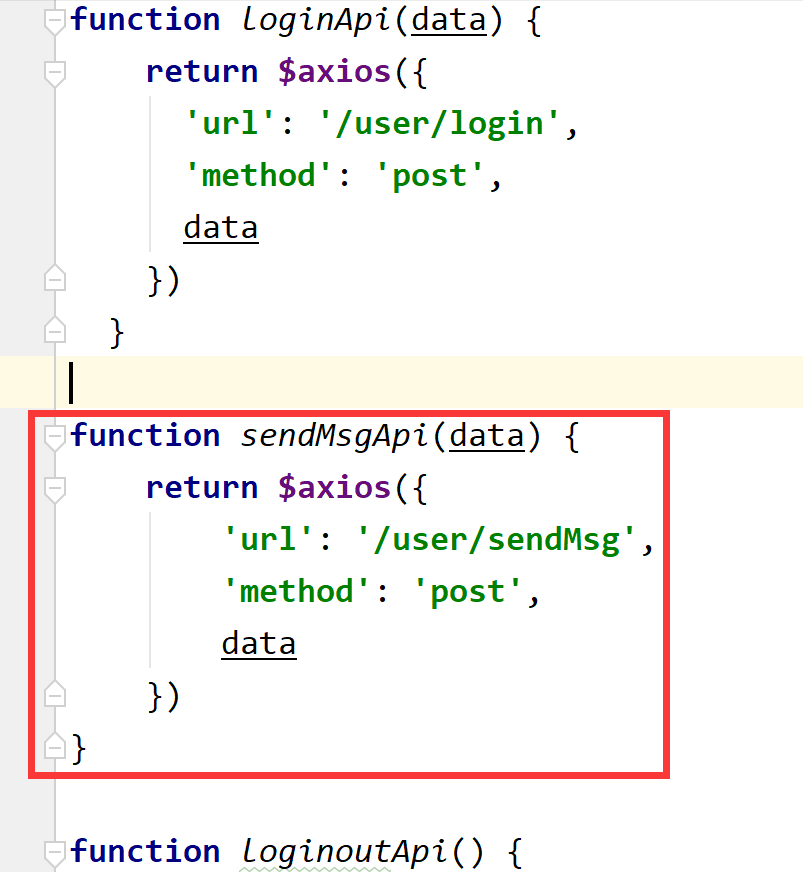 function loginApi(data) {
return $axios({
'url': '/user/login',
'method': 'post',
data
})
}
function sendMsgApi(data) {
return $axios({
'url': '/user/sendMsg',
'method': 'post',
data
})
}
function loginoutApi() {